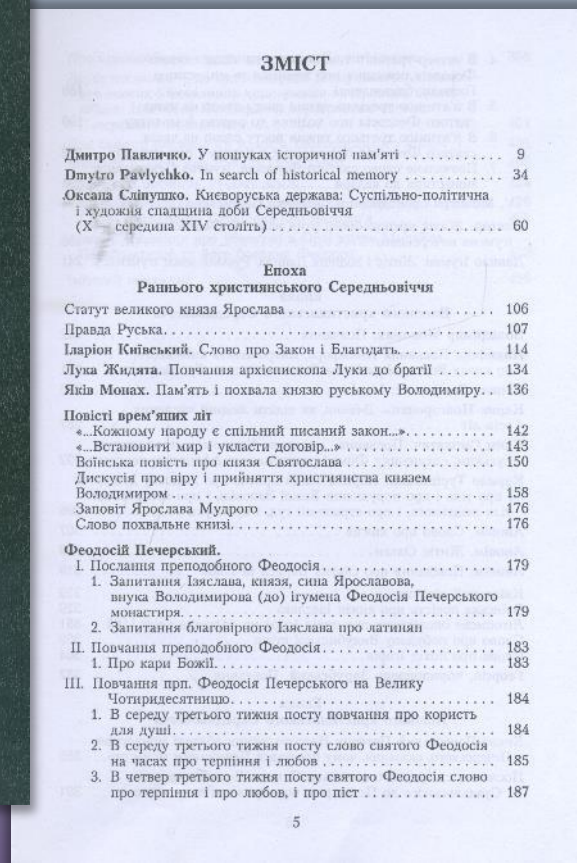 ЗМІСТ
Дмитро Павличко. У пошуках історичної пам'яті . . . . . . . . . . . . 9
Dmytro Pavlychko. In search of historical memory . . . . . . . . . . . . 34
Оксана Сліпушко. Києворуська держава: Суспільно-політична
і художня спадщина доби Середньовіччя
(X – середина XIV століть) . . . . . . . . . . . . 60
Епоха
Раннього християнського Середньовіччя
Статут великого князя Ярослава . . . . . . . . . . . . 106
Правда Руська. . . . . . . . . . . . 107
Іларіон Київський. Слово про Закон і Благодать. . . . . . . . . . . . 114
Лука Жидята. Повчання архієпископа Луки до братії . . . . . . . . . 134
Яків Монах. Пам'ять і похвала князю руському Володимиру. . 136
Повісті врем'яних літ
«...Кожному народу є спільний писаний закон...». . . . . . . . . . . . 142
«...Встановити мир і укласти договір...» . . . . . . . . . . . . 143
Воїнська повість про князя Святослава . . . . . . . . . . . . 150
Дискусія про віру і прийняття християнства князем
Володимиром . . . . . . . . . . . . 158
Заповіт Ярослава Мудрого . . . . . . . . . . . . 176
Слово похвальне книзі. . . . . . . . . . . . 176
Феодосій Печерський.
І. Послання преподобного Феодосія. . . . . . . . . . . . 179
1. Запитання Ізяслава, князя, сина Ярославова,
внука Володимирова (до) ігумена Феодосія Печерського
монастиря. . . . . . . . . . . . 179
2. Запитання благовірного Ізяслава про латинян
ІІ. Повчання преподобного Феодосія. . . . . . . . . . . . 183
1. Про кари Божії. . . . . . . . . . . . 183
ІІІ. Повчання прп. Феодосія Печерського на Велику
Чотиридесятницю. . . . . . . . . . . . 184
1. В середу третього тижня посту повчання про користь
для душі. . . . . . . . . . . . 184
2. В середу третього тижня посту слово святого Феодосія
на часах про терпіння і любов . . . . . . . . . . . . 185
3. В четвер третього тижня посту святого Феодосія слово
про терпіння і про любов, і про піст . . . . . . . . . . . . 187
5